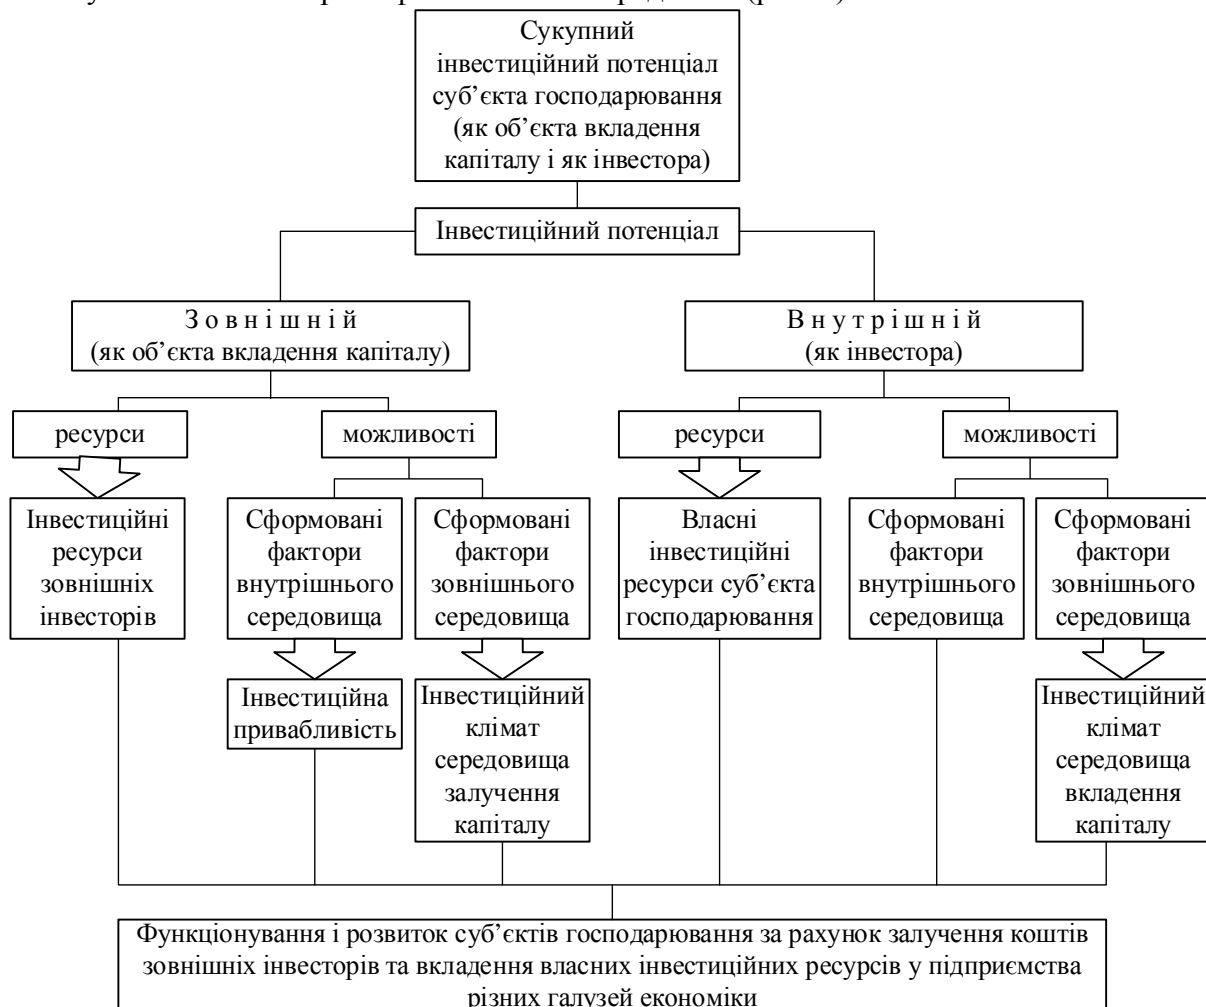 Сукупний
інвестиційний потенціал
суб’єкта господарювання
(як об’єкта вкладення
капіталу і як інвестора)
Інвестиційний потенціал
З о в н і ш н і й
(як об’єкта вкладення капіталу)
В н у т р і ш н і й
(як інвестора)
ресурси
можливості
ресурси
можливості
Інвестиційні
ресурси
зовнішніх
інвесторів
Сформовані
фактори
внутрішнього
середовища
Сформовані
фактори
зовнішнього
середовища
Власні
інвестиційні
ресурси суб’єкта
господарювання
Сформовані
фактори
внутрішнього
середовища
Сформовані
фактори
зовнішнього
середовища
Інвестиційна
привабливість
Інвестиційний
клімат
середовища
залучення
капіталу
Інвестиційний
клімат
середовища
вкладення
капіталу
Функціонування і розвиток суб’єктів господарювання за рахунок залучення коштів
зовнішніх інвесторів та вкладення власних інвестиційних ресурсів у підприємства
різних галузей економіки